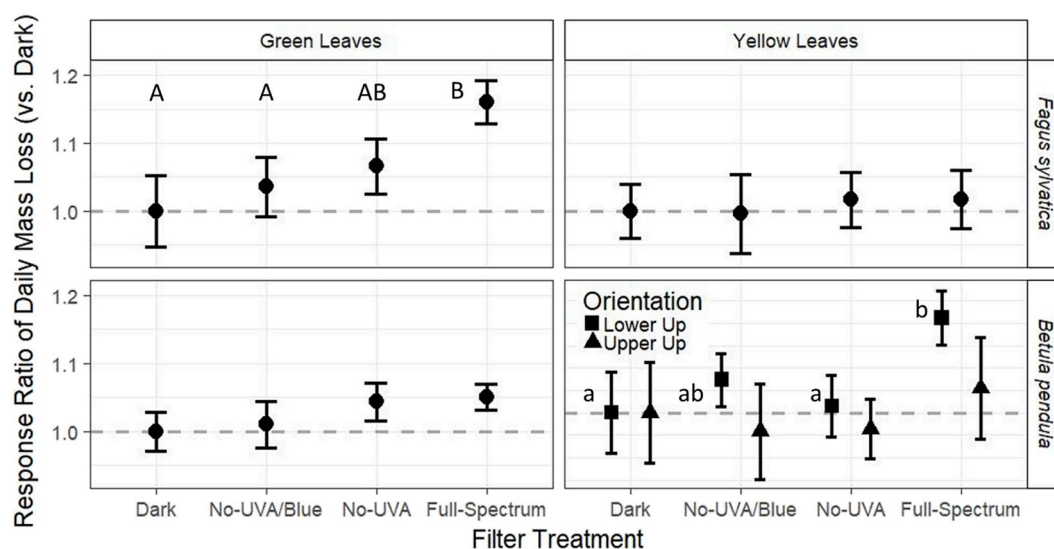 Green Leaves
Yellow Leaves
Response Ratio of Daily Mass Loss (vs. Dark)
1.2
1.1
1.0
A
A
AB
B
Fagus sylvatica
1.2
1.1
1.0
Orientation
Lower Up
Upper Up
a
ab
a
b
Betula pendula
Dark
No-UVA/Blue
No-UVA
Full-Spectrum
Dark
No-UVA/Blue
No-UVA
Full-Spectrum
Filter Treatment